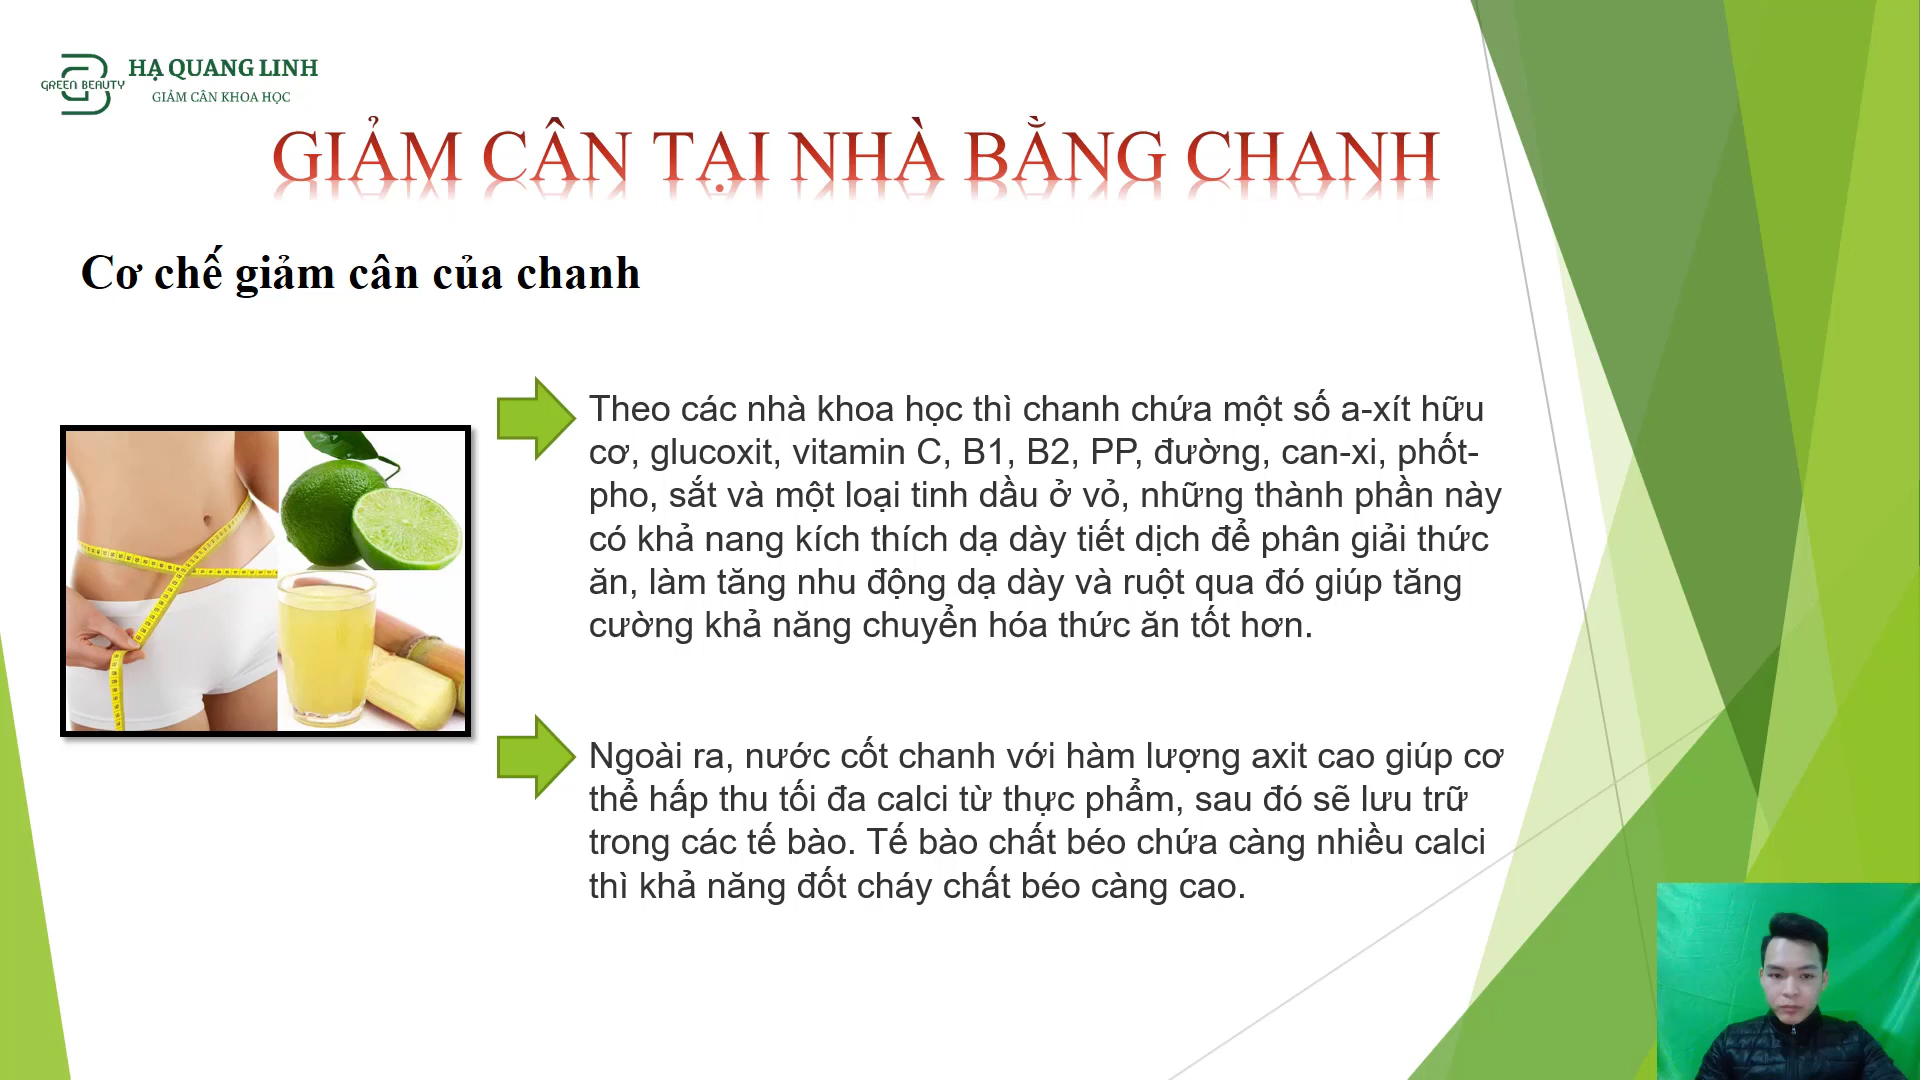 GREEN BEAUTY
HẠ QUANG LINH
GIẢM CÂN KHOA HỌC
GIẢM CÂN TẠI NHÀ BẰNG CHANH
Cơ chế giảm cân của chanh
Theo các nhà khoa học thì chanh chứa một số a-xít hữu
cơ, glucoxit, vitamin C, B1, B2, PP, đường, can-xi, phốt-
pho, sắt và một loại tinh dầu ở vỏ, những thành phần này
có khả nang kích thích dạ dày tiết dịch để phân giải thức
ăn, làm tăng nhu động dạ dày và ruột qua đó giúp tăng
cường khả năng chuyển hóa thức ăn tốt hơn.
Ngoài ra, nước cốt chanh với hàm lượng axit cao giúp cơ
thể hấp thu tối đa calci từ thực phẩm, sau đó sẽ lưu trữ
trong các tế bào. Tế bào chất béo chứa càng nhiều calci
thì khả năng đốt cháy chất béo càng cao.